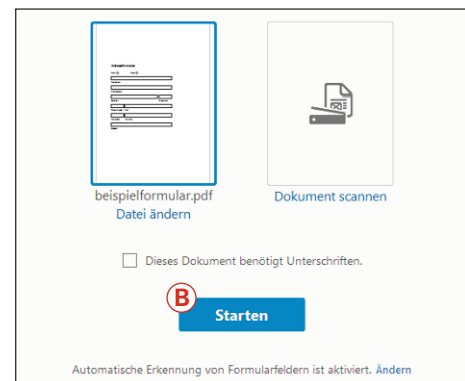 beispielformular.pdf
Datei ändern
Dokument scannen
Dieses Dokument benötigt Unterschriften.
B
Starten
Automatische Erkennung von Formularfeldern ist aktiviert. Ändern